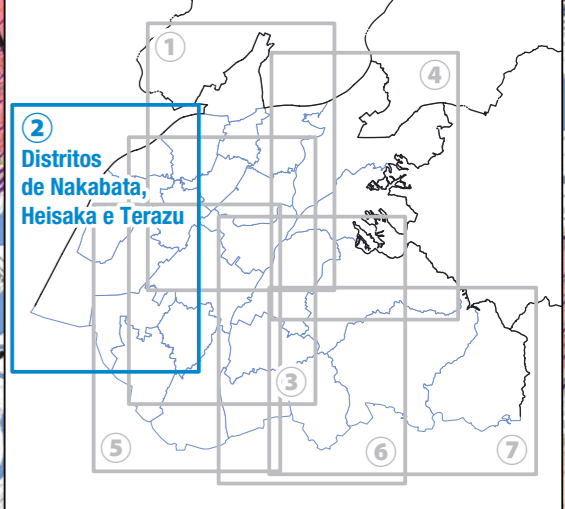 ①
④
②
Distritos
de Nakabata,
Heisaka e Terazu
③
⑤
⑥
⑦